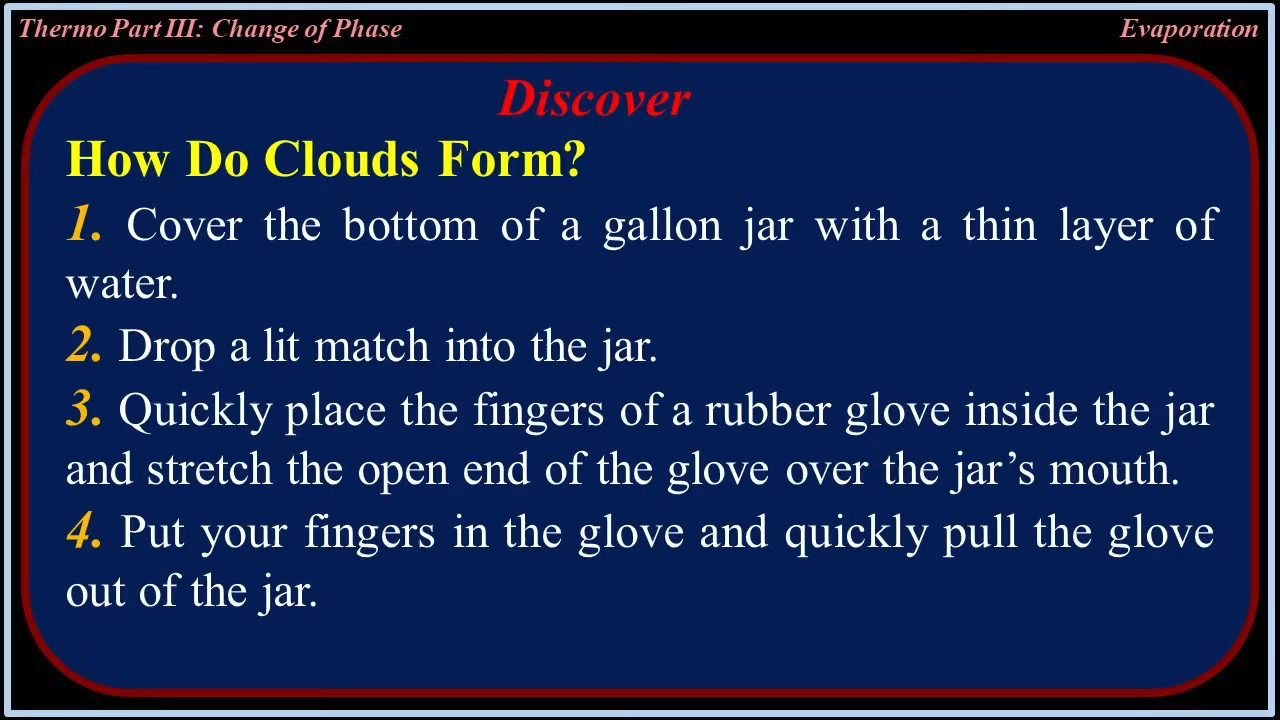 Thermo Part III: Change of Phase
Evaporation
Discover
How Do Clouds Form?
1. Cover the bottom of a gallon jar with a thin layer of
water.
2. Drop a lit match into the jar.
3. Quickly place the fingers of a rubber glove inside the jar
and stretch the open end of the glove over the jar’s mouth.
4. Put your fingers in the glove and quickly pull the glove
out of the jar.